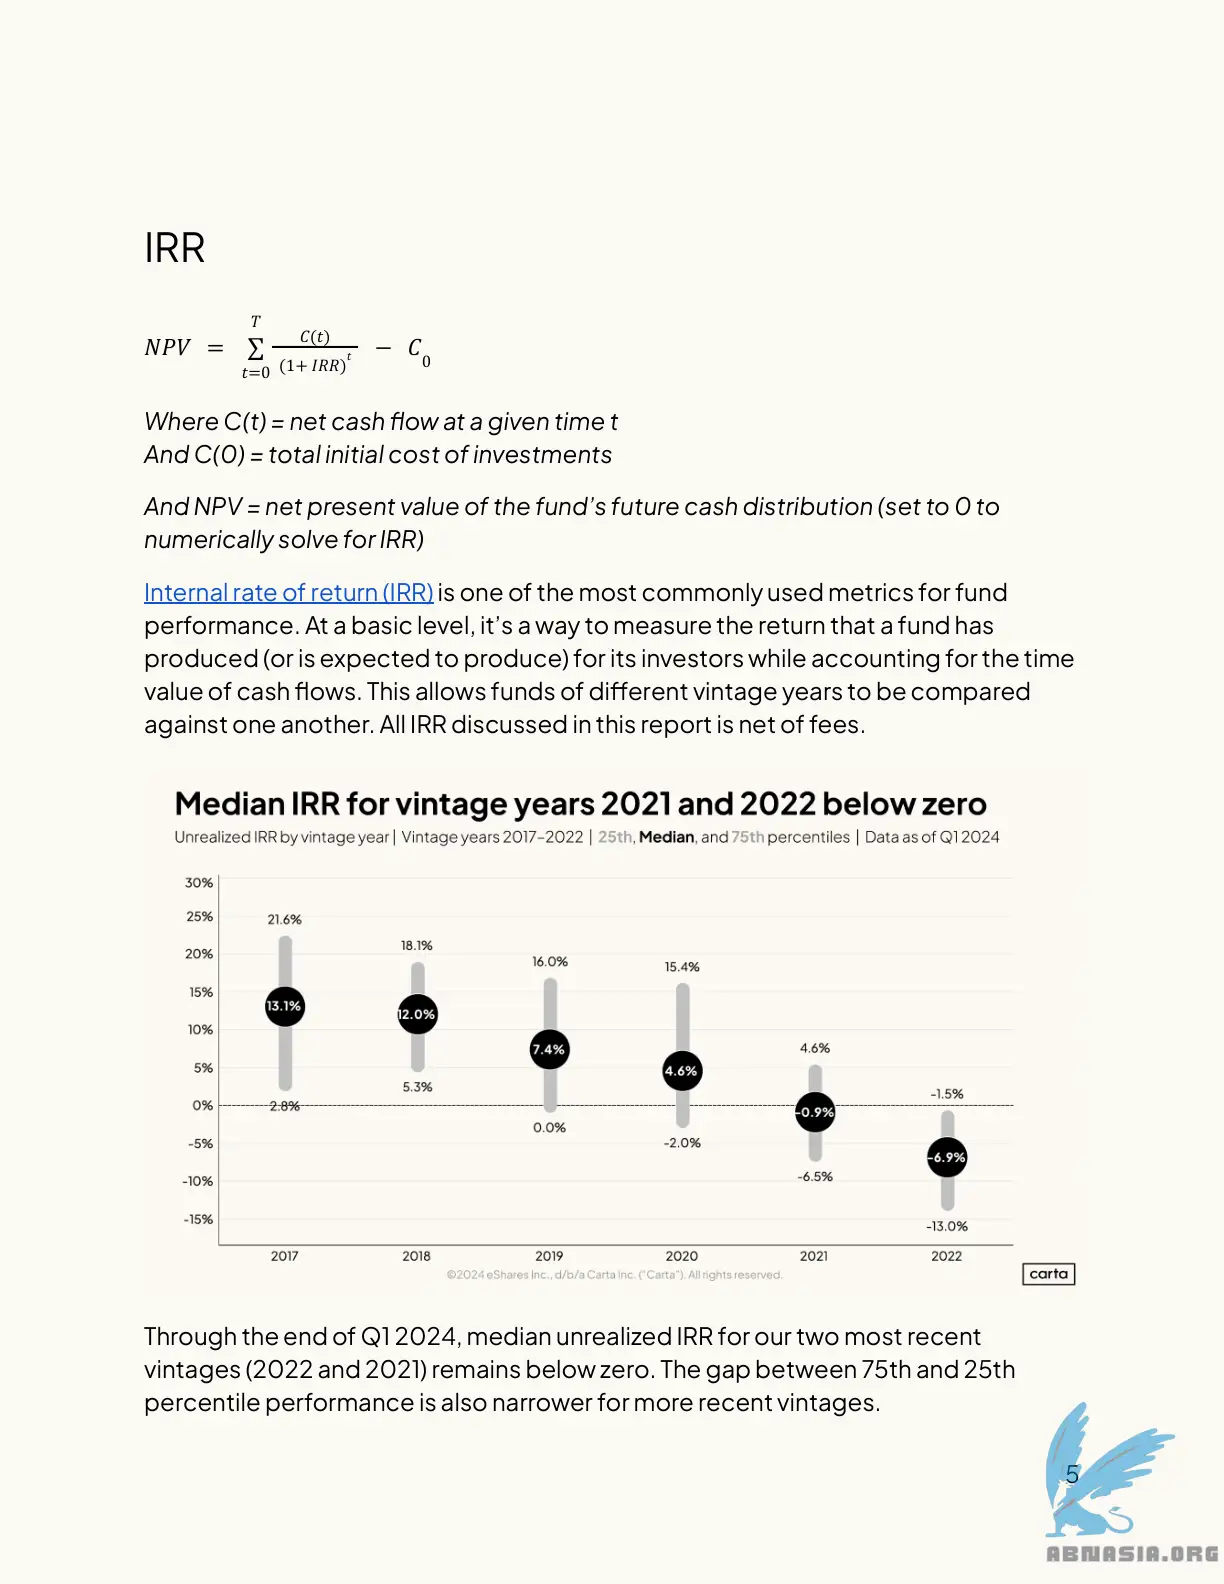 IRR
NPV = T∑t=0 C(t)/(1+ IRR)^t − C0
Where C(t) = net cash flow at a given time t
And C(0) = total initial cost of investments
And NPV = net present value of the fund's future cash distribution (set to 0 to
numerically solve for IRR)
Internal rate of return (IRR) is one of the most commonly used metrics for fund
performance. At a basic level, it's a way to measure the return that a fund has
produced (or is expected to produce) for its investors while accounting for the time
value of cash flows. This allows funds of different vintage years to be compared
against one another. All IRR discussed in this report is net of fees.
Median IRR for vintage years 2021 and 2022 below zero
Unrealized IRR by vintage year | Vintage years 2017–2022 | 25th, Median, and 75th percentiles | Data as of Q1 2024
30%
25%
20%
15%
10%
5%
0%
-5%
-10%
-15%
21.6%
13.1%
2.8%
18.1%
12.0%
5.3%
16.0%
7.4%
0.0%
15.4%
4.6%
-2.0%
4.6%
-0.9%
-6.5%
-1.5%
-6.9%
-13.0%
2017 2018 2019 2020 2021 2022
©2024 eShares Inc., d/b/a Carta Inc. ("Carta"). All rights reserved.
carta
Through the end of Q1 2024, median unrealized IRR for our two most recent
vintages (2022 and 2021) remains below zero. The gap between 75th and 25th
percentile performance is also narrower for more recent vintages.
5
ABNASIA.ORG